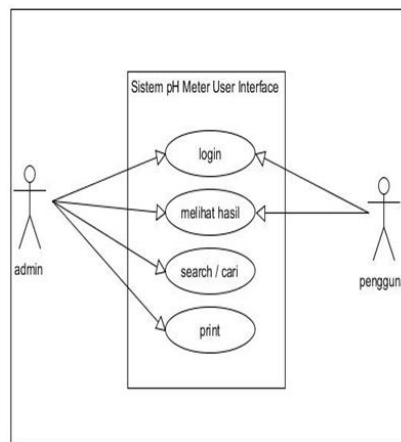 Sistem pH Meter User Interface
login
melihat hasil
search / cari
print
admin
penggun